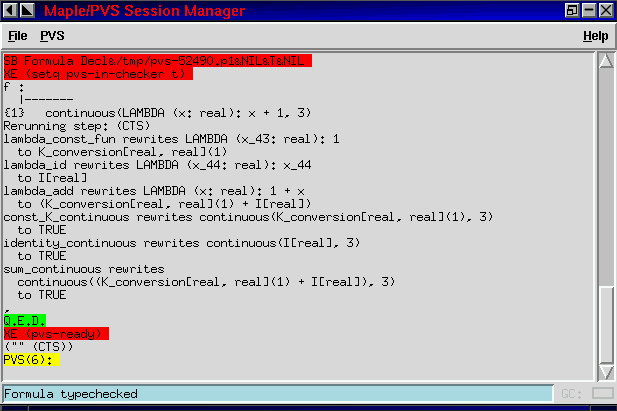 Maple/PVS Session Manager
File PVS Help
SB Formula Decl&/tmp/pvs-52490.p1&NIL&T&NIL
XE (setq pvs-in-checker t)
f :
|-------
{1} continuous(LAMBDA (x: real): x + 1, 3)
Rerunning step: (CTS)
lambda_const_fun rewrites LAMBDA (x_43: real): 1
to K_conversion[real, real](1)
lambda_id rewrites LAMBDA (x_44: real): x_44
to I[real]
lambda_add rewrites LAMBDA (x: real): 1 + x
to (K_conversion[real, real](1) + I[real])
const_K_continuous rewrites continuous(K_conversion[real, real](1), 3)
to TRUE
identity_continuous rewrites continuous(I[real], 3)
to TRUE
sum_continuous rewrites
continuous((K_conversion[real, real](1) + I[real]), 3)
to TRUE
,
Q.E.D.
XE (pvs-ready)
("" (CTS))
PVS(6):
Formula typechecked GC: